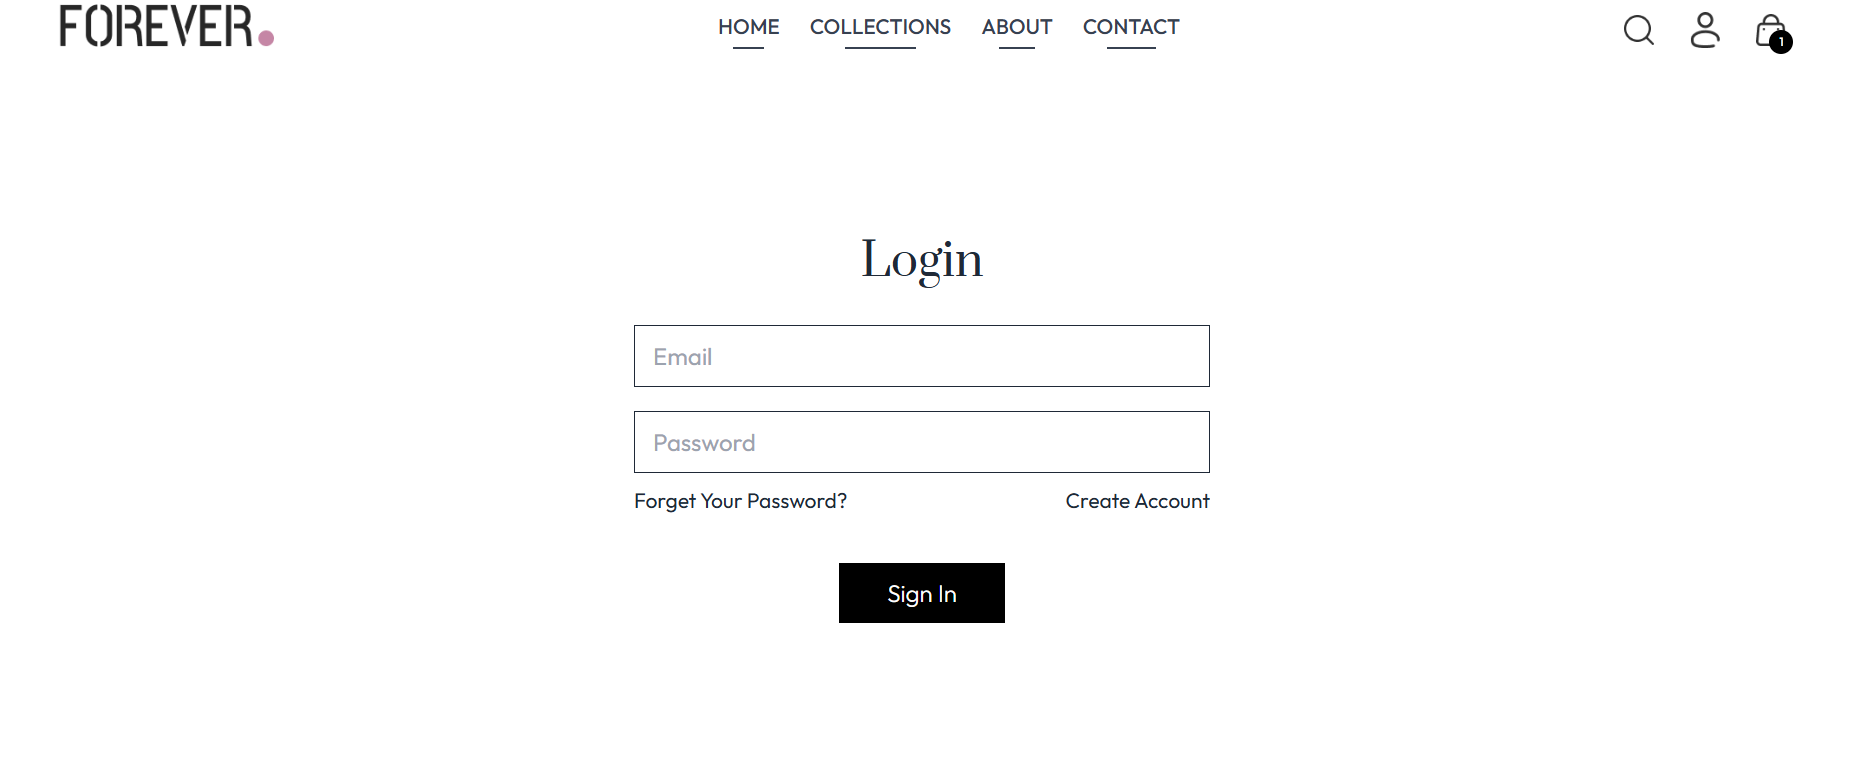 FOREVER.
HOME COLLECTIONS ABOUT CONTACT
1
Login
Email
Password
Forget Your Password? Create Account
Sign In